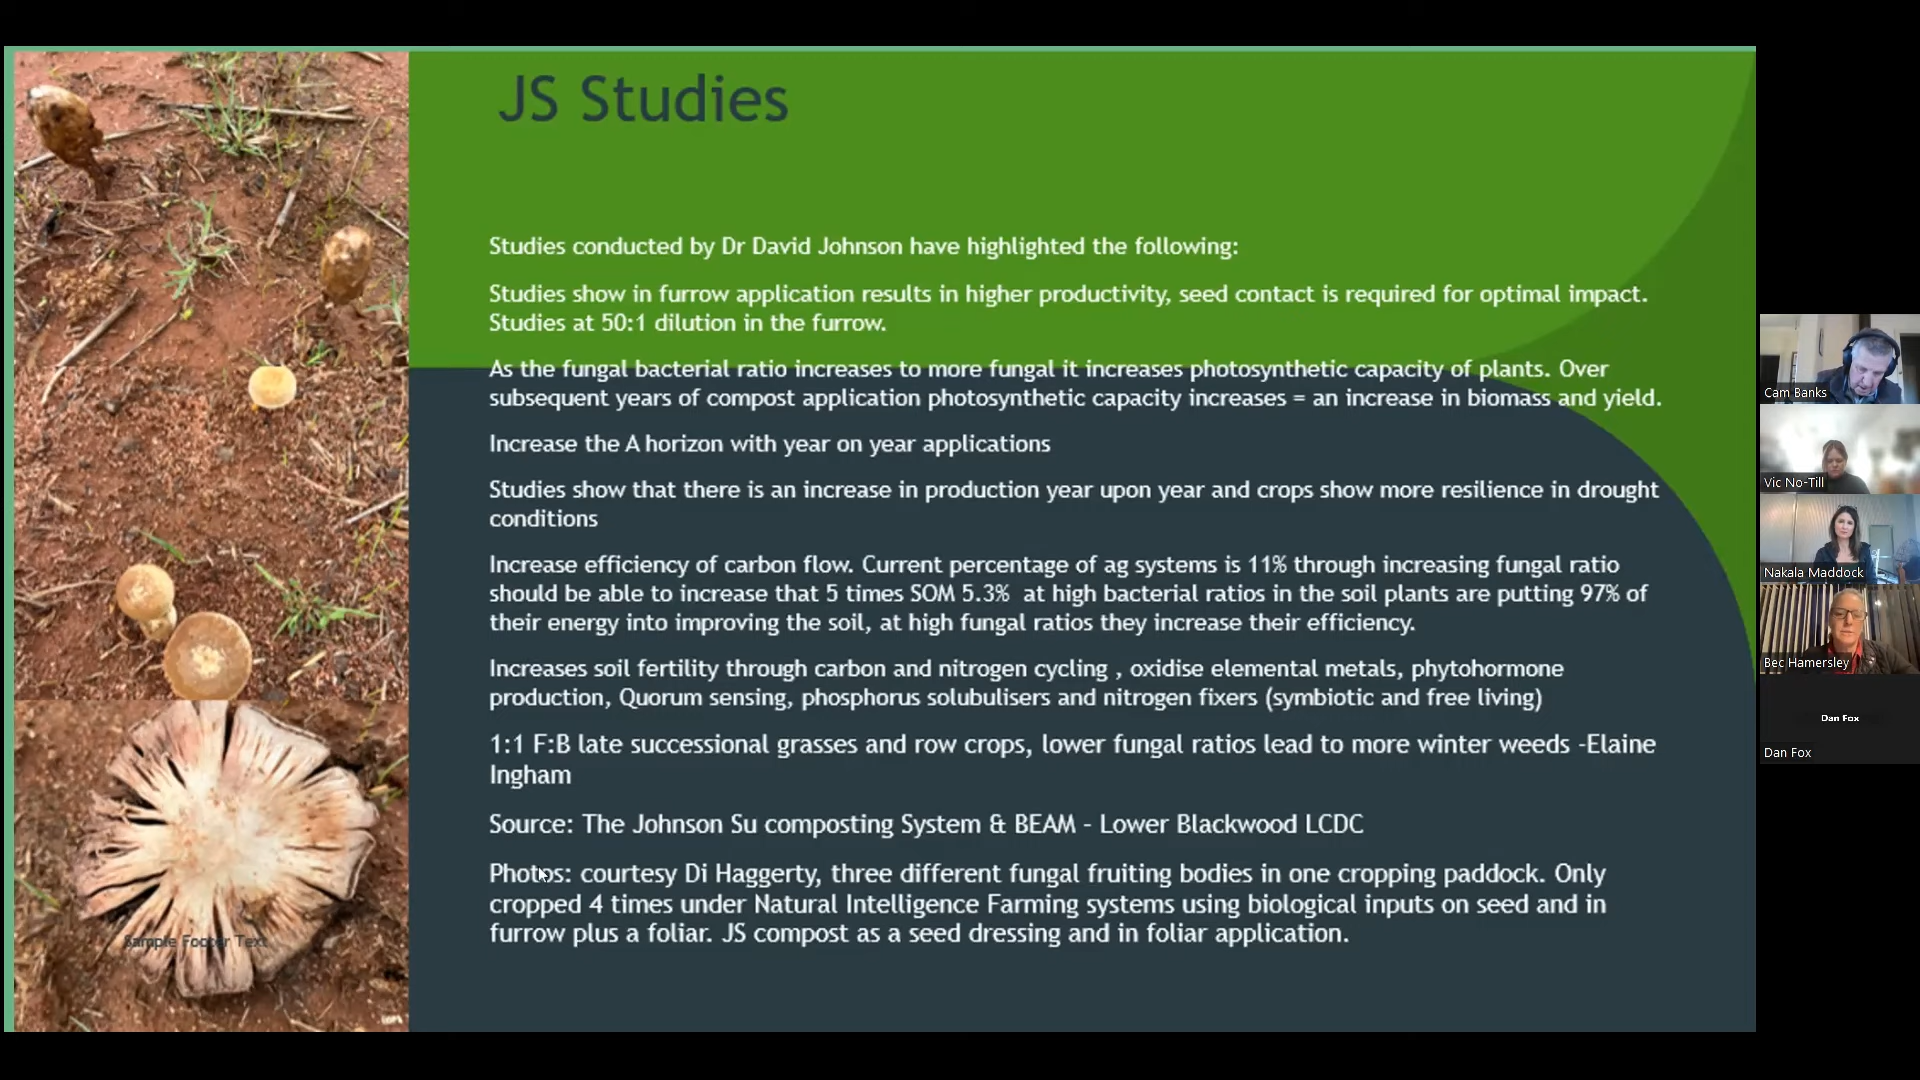 JS Studies
Studies conducted by Dr David Johnson have highlighted the following:
Studies show in furrow application results in higher productivity, seed contact is required for optimal impact.
Studies at 50:1 dilution in the furrow.
As the fungal bacterial ratio increases to more fungal it increases photosynthetic capacity of plants. Over
subsequent years of compost application photosynthetic capacity increases = an increase in biomass and yield.
Increase the A horizon with year on year applications
Studies show that there is an increase in production year upon year and crops show more resilience in drought
conditions
Increase efficiency of carbon flow. Current percentage of ag systems is 11% through increasing fungal ratio
should be able to increase that 5 times SOM 5.3% at high bacterial ratios in the soil plants are putting 97% of
their energy into improving the soil, at high fungal ratios they increase their efficiency.
Increases soil fertility through carbon and nitrogen cycling , oxidise elemental metals, phytohormone
production, Quorum sensing, phosphorus solubulisers and nitrogen fixers (symbiotic and free living)
1:1 F:B late successional grasses and row crops, lower fungal ratios lead to more winter weeds -Elaine
Ingham
Source: The Johnson Su composting System & BEAM - Lower Blackwood LCDC
Photos: courtesy Di Haggerty, three different fungal fruiting bodies in one cropping paddock. Only
cropped 4 times under Natural Intelligence Farming systems using biological inputs on seed and in
furrow plus a foliar. JS compost as a seed dressing and in foliar application.
Sample Footer Text
Cam Banks
Vic No-Till
Nakala Maddock
Bec Hamersley
Dan Fox
Dan Fox